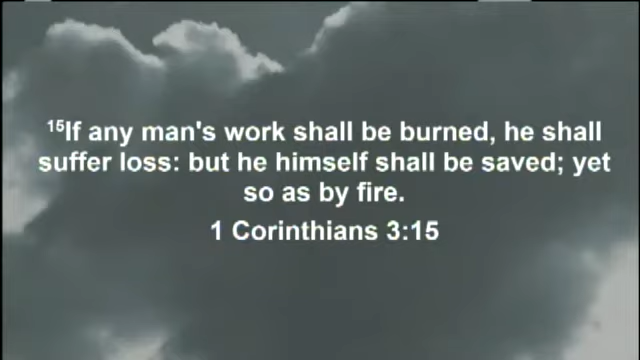 ¹⁵If any man's work shall be burned, he shall
suffer loss: but he himself shall be saved; yet
so as by fire.
1 Corinthians 3:15